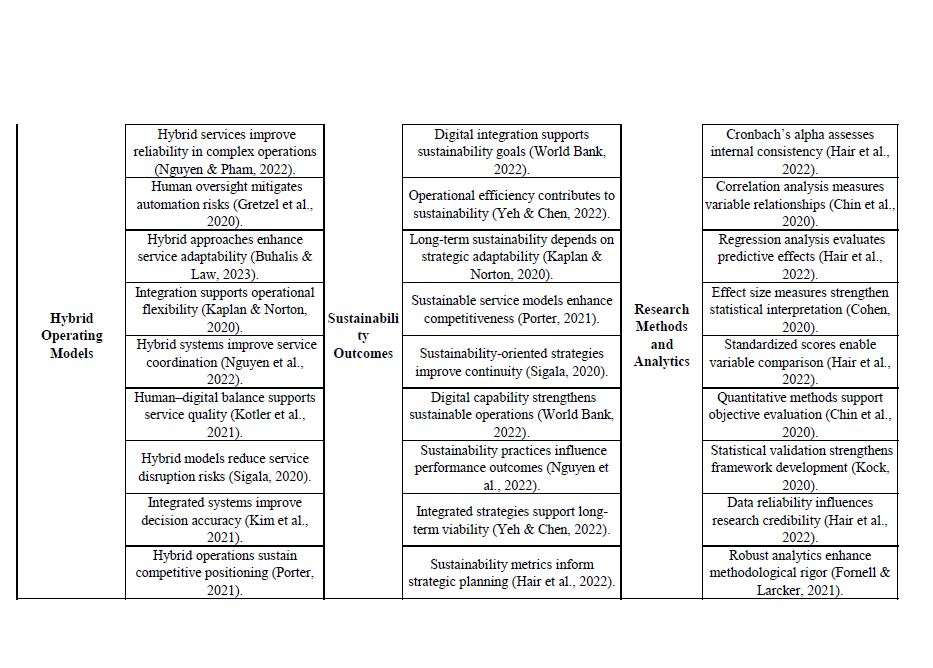 Hybrid
Operating
Models
Hybrid services improve
reliability in complex operations
(Nguyen & Pham, 2022).
Human oversight mitigates
automation risks (Gretzel et al.,
2020).
Hybrid approaches enhance
service adaptability (Buhalis &
Law, 2023).
Integration supports operational
flexibility (Kaplan & Norton,
2020).
Hybrid systems improve service
coordination (Nguyen et al.,
2022).
Human–digital balance supports
service quality (Kotler et al.,
2021).
Hybrid models reduce service
disruption risks (Sigala, 2020).
Integrated systems improve
decision accuracy (Kim et al.,
2021).
Hybrid operations sustain
competitive positioning (Porter,
2021).
Sustainabili
ty
Outcomes
Digital integration supports
sustainability goals (World Bank,
2022).
Operational efficiency contributes to
sustainability (Yeh & Chen, 2022).
Long-term sustainability depends on
strategic adaptability (Kaplan &
Norton, 2020).
Sustainable service models enhance
competitiveness (Porter, 2021).
Sustainability-oriented strategies
improve continuity (Sigala, 2020).
Digital capability strengthens
sustainable operations (World Bank,
2022).
Sustainability practices influence
performance outcomes (Nguyen et
al., 2022).
Integrated strategies support long-
term viability (Yeh & Chen, 2022).
Sustainability metrics inform
strategic planning (Hair et al., 2022).
Research
Methods
and
Analytics
Cronbach’s alpha assesses
internal consistency (Hair et al.,
2022).
Correlation analysis measures
variable relationships (Chin et al.,
2020).
Regression analysis evaluates
predictive effects (Hair et al.,
2022).
Effect size measures strengthen
statistical interpretation (Cohen,
2020).
Standardized scores enable
variable comparison (Hair et al.,
2022).
Quantitative methods support
objective evaluation (Chin et al.,
2020).
Statistical validation strengthens
framework development (Kock,
2020).
Data reliability influences
research credibility (Hair et al.,
2022).
Robust analytics enhance
methodological rigor (Fornell &
Larcker, 2021).